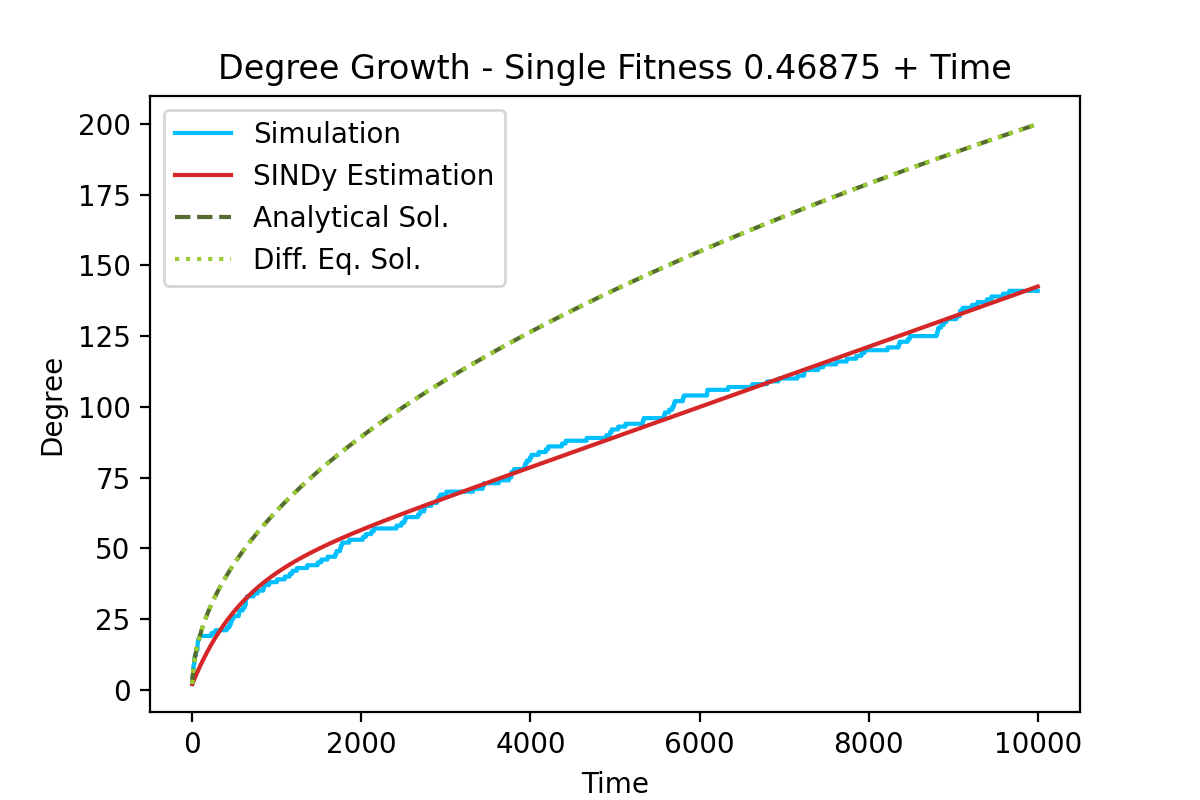 Degree Growth - Single Fitness 0.46875 + Time
Simulation
SINDy Estimation
Analytical Sol.
Diff. Eq. Sol.
200
175
150
125
100
75
50
25
0
Degree
0 2000 4000 6000 8000 10000
Time